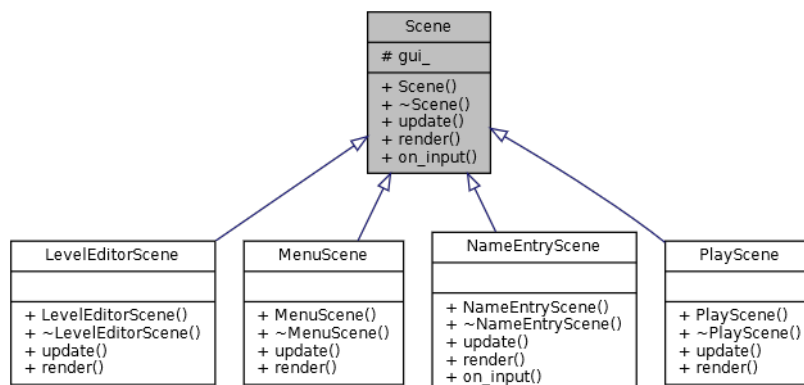 Scene
# gui_
+ Scene()
+ ~Scene()
+ update()
+ render()
+ on_input()
LevelEditorScene
+ LevelEditorScene()
+ ~LevelEditorScene()
+ update()
+ render()
MenuScene
+ MenuScene()
+ ~MenuScene()
+ update()
+ render()
NameEntryScene
+ NameEntryScene()
+ ~NameEntryScene()
+ update()
+ render()
+ on_input()
PlayScene
+ PlayScene()
+ ~PlayScene()
+ update()
+ render()